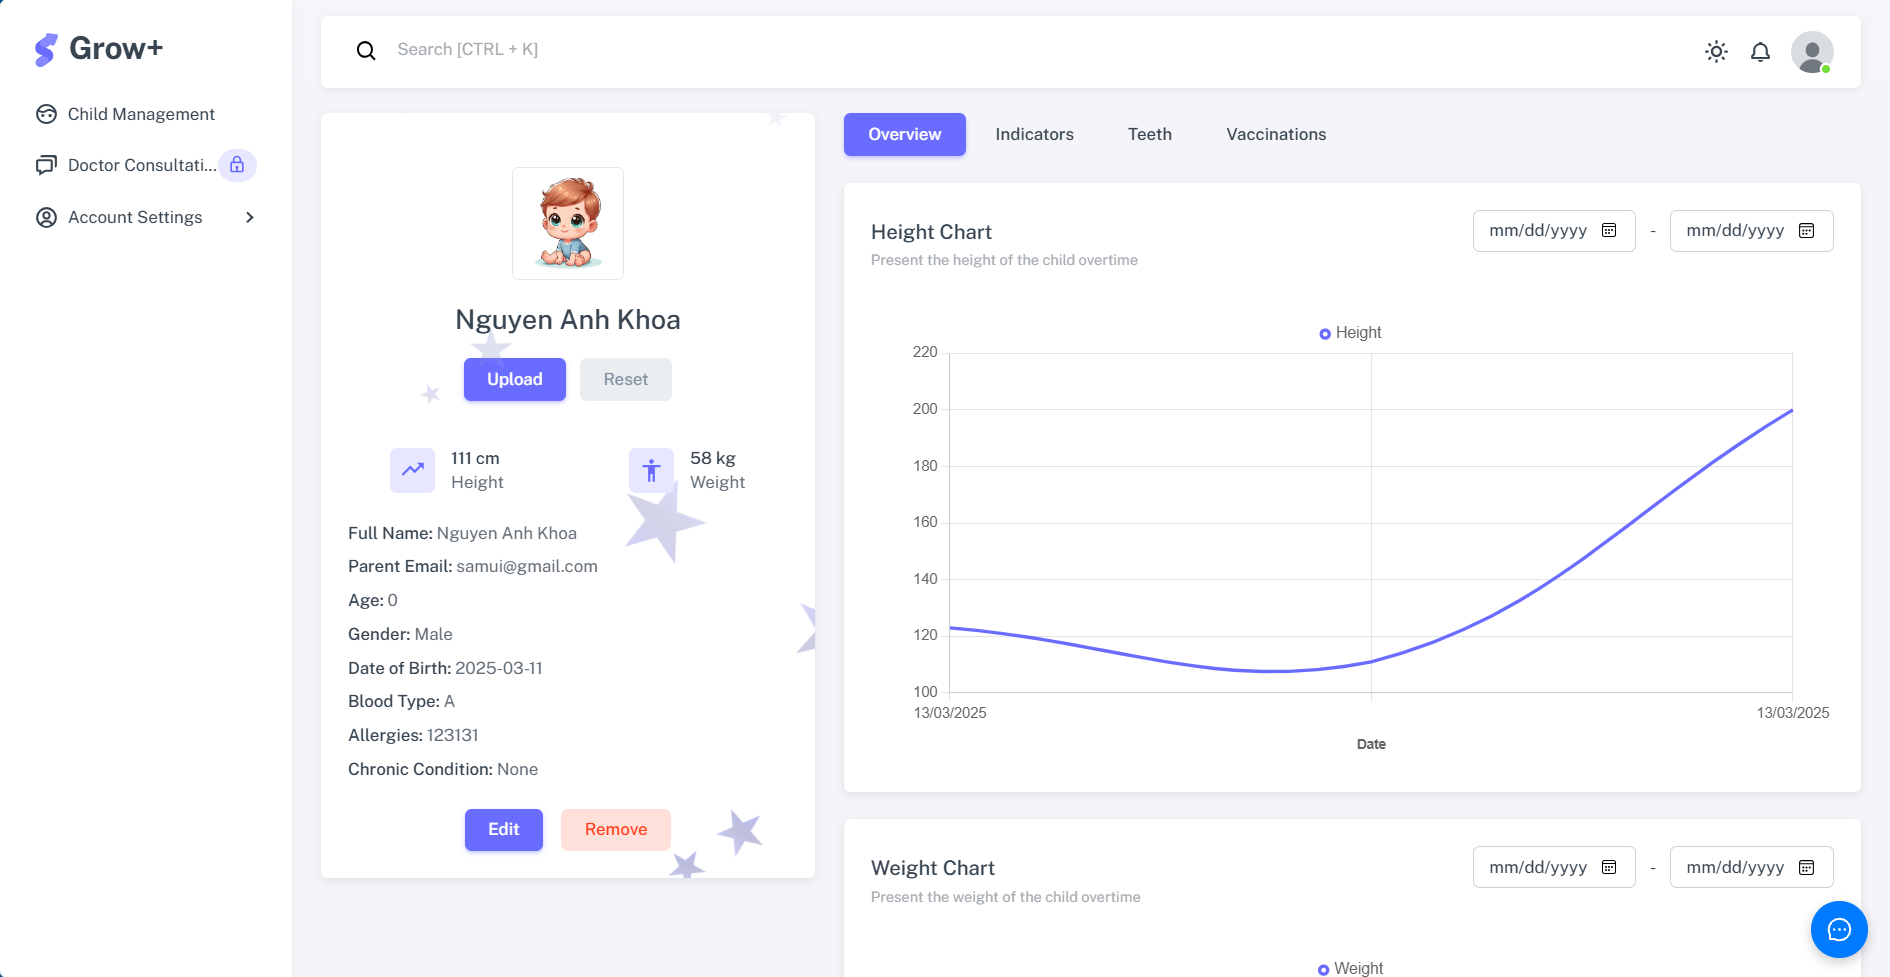 Grow+
Child Management
Doctor Consultati...
Account Settings
Search [CTRL + K]
Nguyen Anh Khoa
Upload
Reset
111 cm
Height
58 kg
Weight
Full Name: Nguyen Anh Khoa
Parent Email: samui@gmail.com
Age: 0
Gender: Male
Date of Birth: 2025-03-11
Blood Type: A
Allergies: 123131
Chronic Condition: None
Edit
Remove
Overview
Indicators
Teeth
Vaccinations
Height Chart
Present the height of the child overtime
mm/dd/yyyy - mm/dd/yyyy
Height
220
200
180
160
140
120
100
13/03/2025
13/03/2025
Date
Weight Chart
Present the weight of the child overtime
mm/dd/yyyy - mm/dd/yyyy
Weight